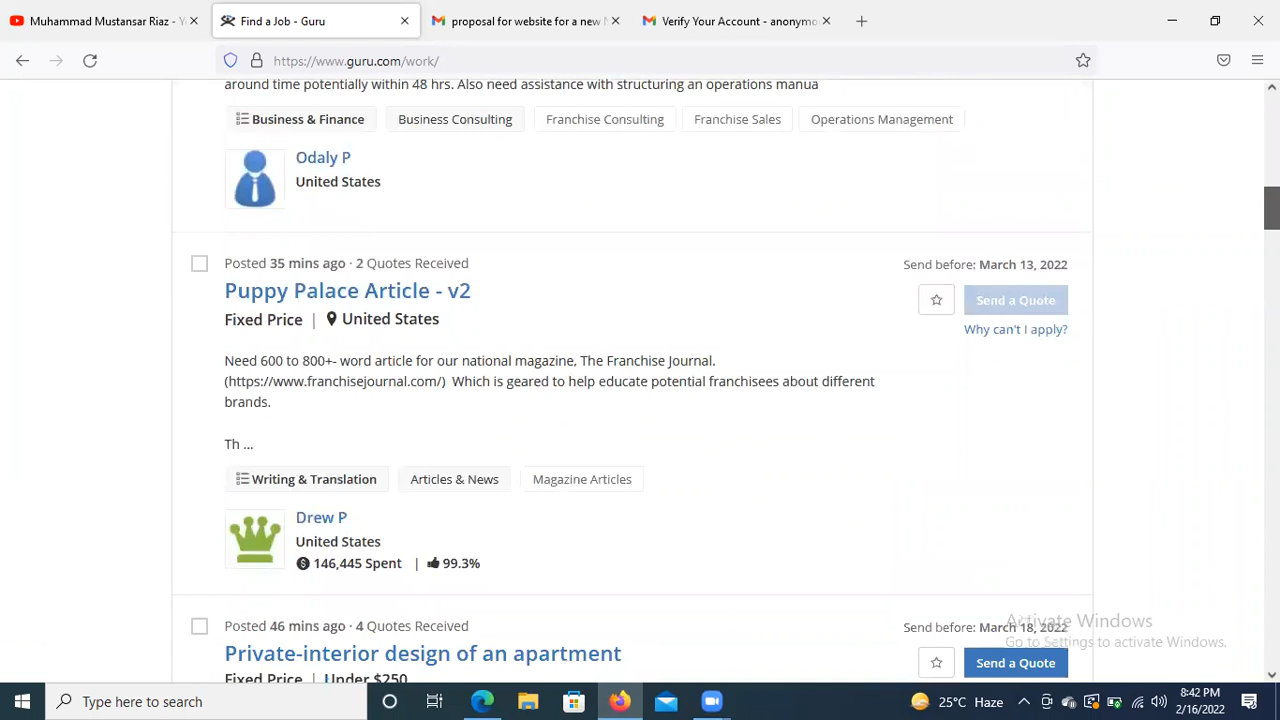 Muhammad Mustansar Riaz - Yo
Find a Job - Guru
proposal for website for a new
Verify Your Account - anonymo
https://www.guru.com/work/
around time potentially within 48 hrs. Also need assistance with structuring an operations manua
Business & Finance
Business Consulting
Franchise Consulting
Franchise Sales
Operations Management
Odaly P
United States
Posted 35 mins ago · 2 Quotes Received
Send before: March 13, 2022
Puppy Palace Article - v2
Send a Quote
Fixed Price | United States
Why can't I apply?
Need 600 to 800+- word article for our national magazine, The Franchise Journal.
(https://www.franchisejournal.com/) Which is geared to help educate potential franchisees about different
brands.
Th ...
Writing & Translation
Articles & News
Magazine Articles
Drew P
United States
146,445 Spent | 99.3%
Posted 46 mins ago · 4 Quotes Received
Send before: March 18, 2022
Private-interior design of an apartment
Send a Quote
Fixed Price | Under $250
Activate Windows
Go to Settings to activate Windows.
Type here to search
25°C Haze
8:42 PM
2/16/2022